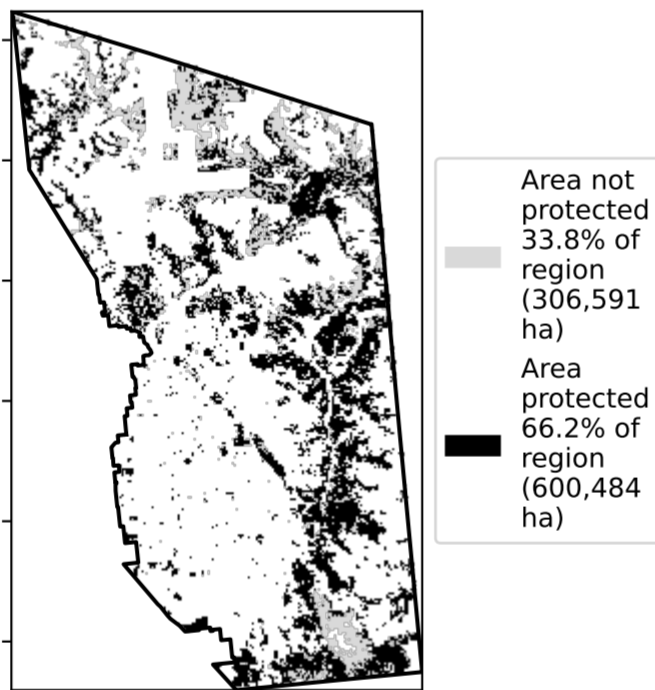 Area not
protected
33.8% of
region
(306,591
ha)
Area
protected
66.2% of
region
(600,484
ha)